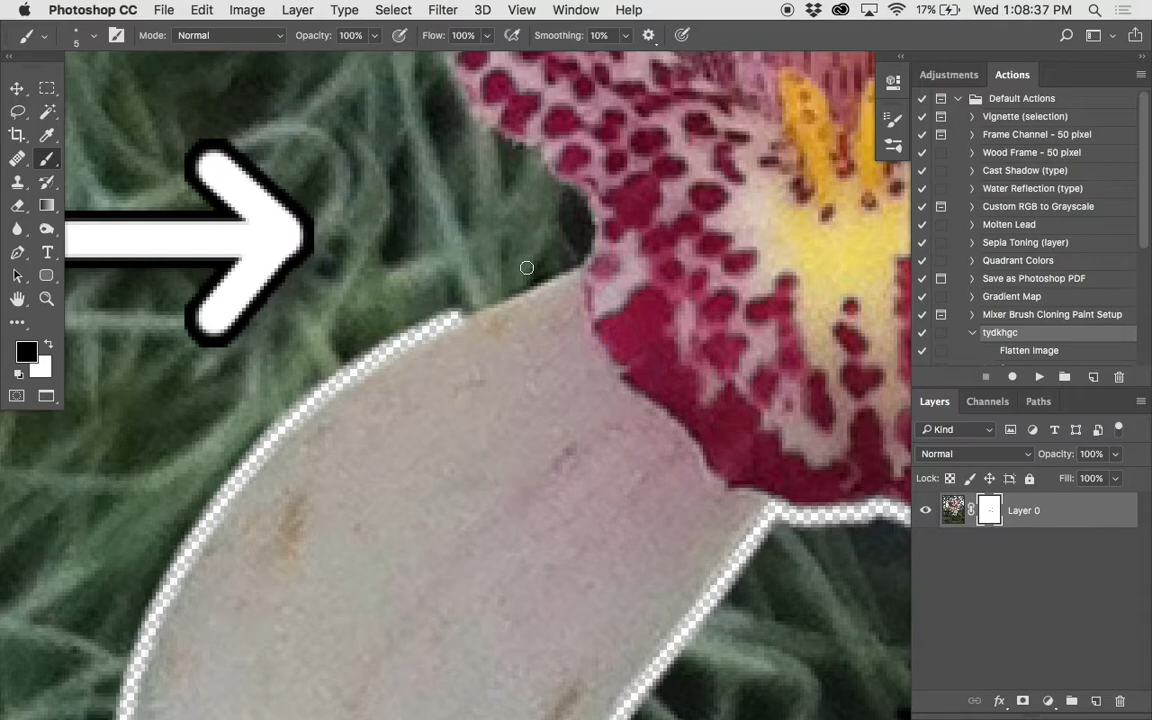 Photoshop CC File Edit Image Layer Type Select Filter 3D View Window Help 17% Wed 1:08:37 PM
5 Mode: Normal Opacity: 100% Flow: 100% Smoothing: 10%
Adjustments Actions
Default Actions
Vignette (selection)
Frame Channel - 50 pixel
Wood Frame - 50 pixel
Cast Shadow (type)
Water Reflection (type)
Custom RGB to Grayscale
Molten Lead
Sepia Toning (layer)
Quadrant Colors
Save as Photoshop PDF
Gradient Map
Mixer Brush Cloning Paint Setup
tydkhgc
Flatten Image
Layers Channels Paths
Kind
Normal Opacity: 100%
Lock: Fill: 100%
Layer 0
fx